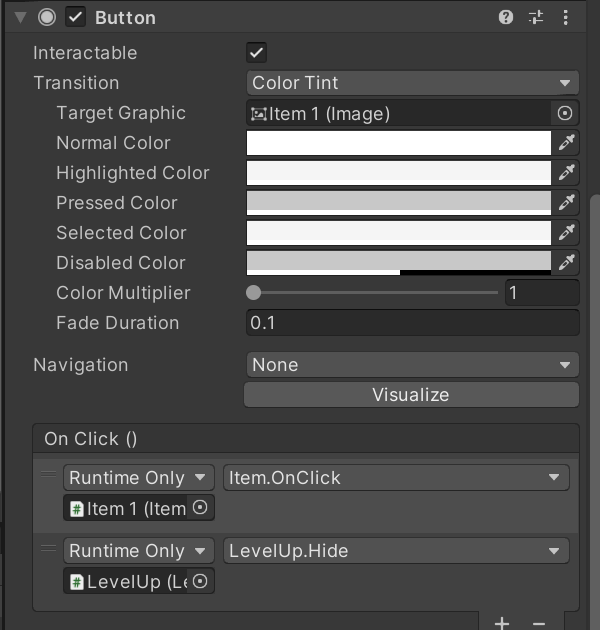 Button
Interactable
Transition Color Tint
Target Graphic Item 1 (Image)
Normal Color
Highlighted Color
Pressed Color
Selected Color
Disabled Color
Color Multiplier 1
Fade Duration 0.1
Navigation None
Visualize
On Click ()
Runtime Only Item.OnClick
# Item 1 (Item
Runtime Only LevelUp.Hide
# LevelUp (Le